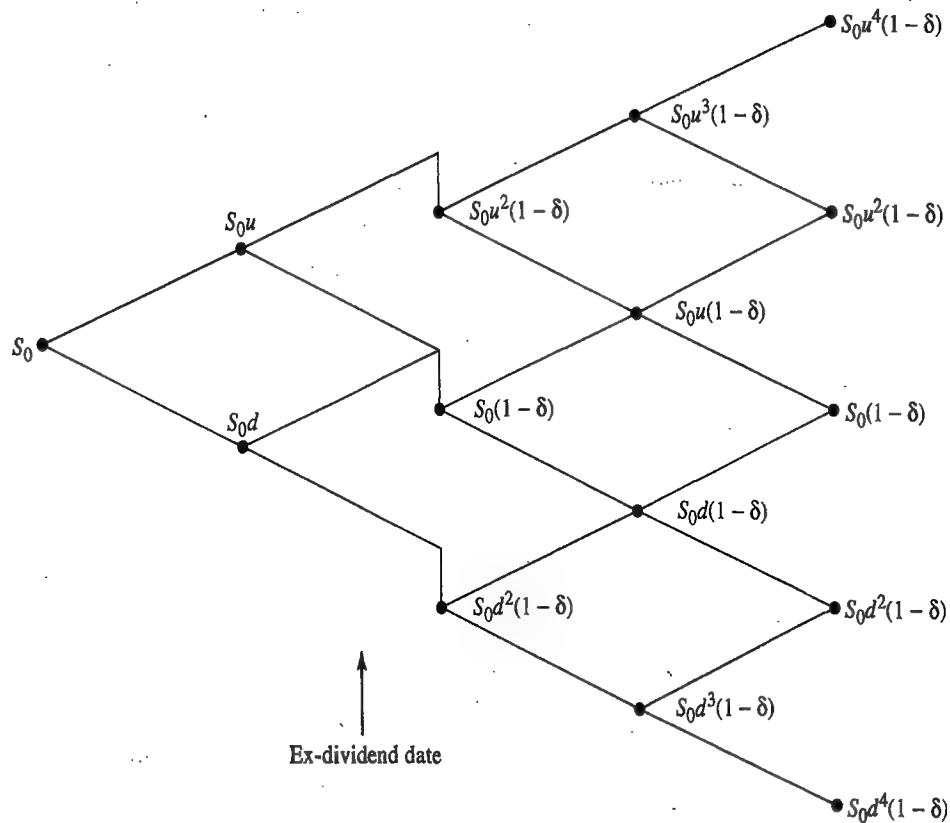 S₀u⁴(1 − δ)
S₀u³(1 − δ)
S₀u²(1 − δ)
S₀u²(1 − δ)
S₀u
S₀u(1 − δ)
S₀
S₀(1 − δ)
S₀(1 − δ)
S₀d
S₀d(1 − δ)
S₀d²(1 − δ)
S₀d²(1 − δ)
S₀d³(1 − δ)
Ex-dividend date
S₀d⁴(1 − δ)